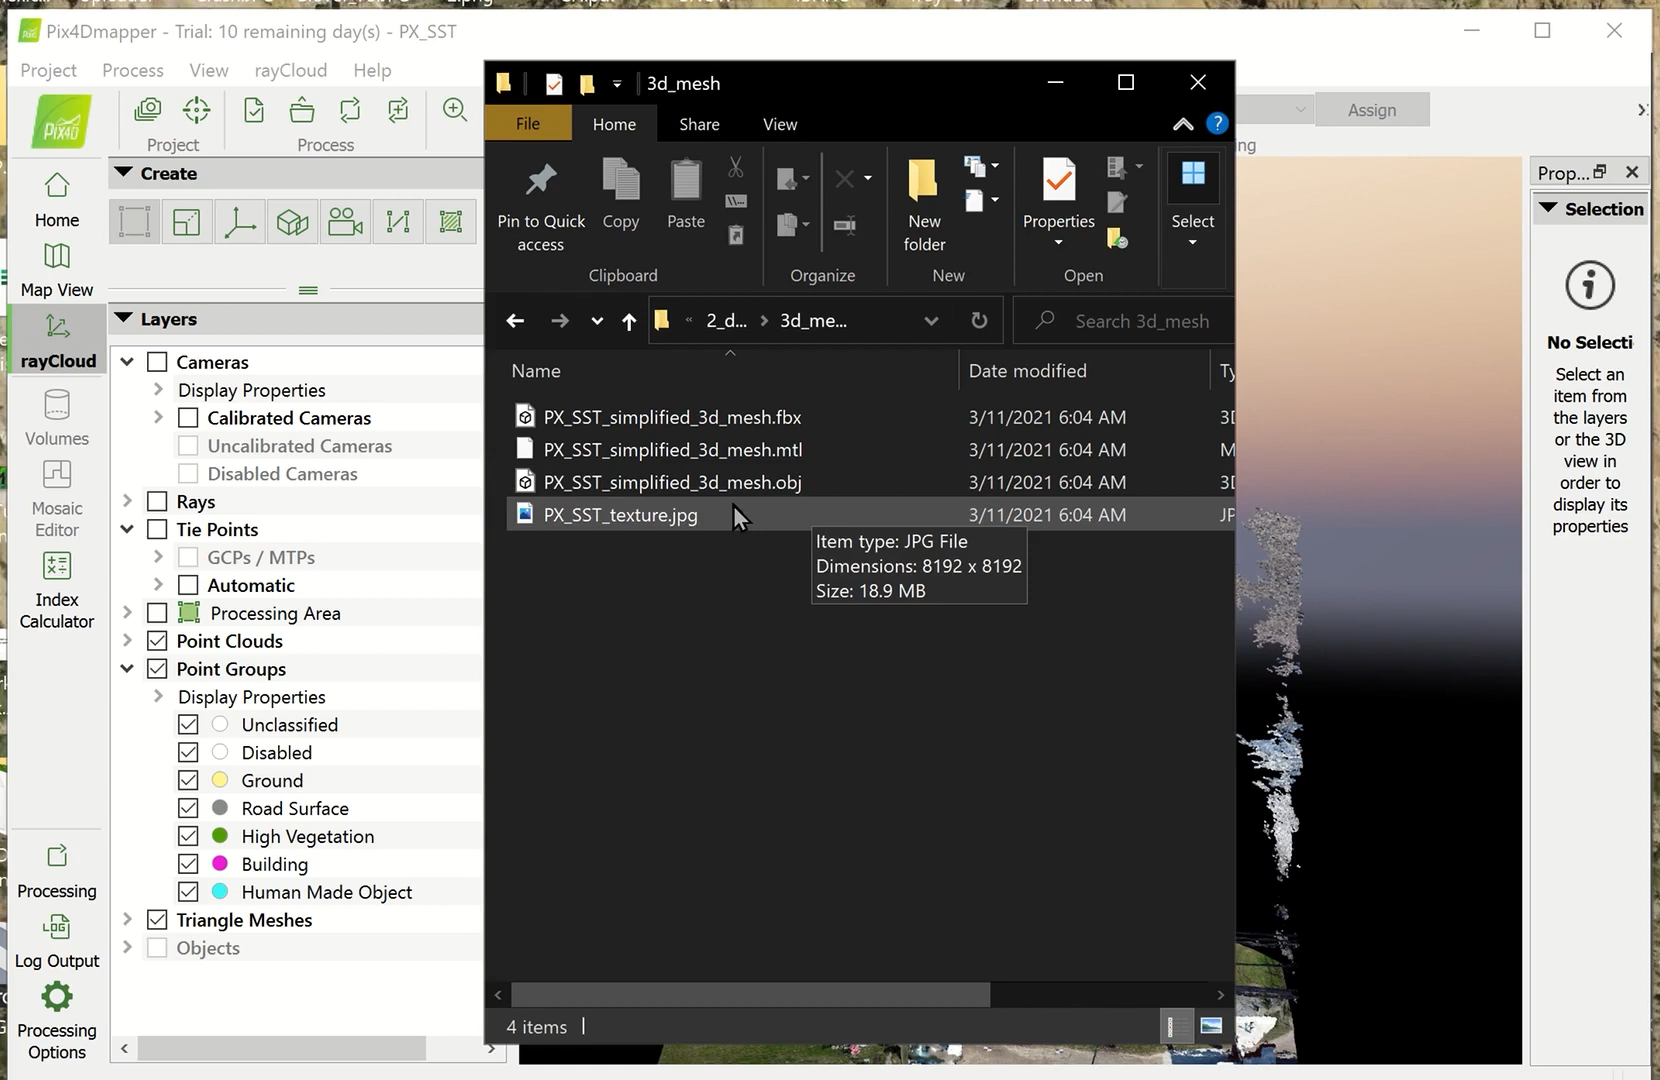 Pix4Dmapper - Trial: 10 remaining day(s) - PX_SST
Project Process View rayCloud Help
PIX4D
Project
Process
Assign
Create
Home
Map View
rayCloud
Volumes
Mosaic
Editor
Index
Calculator
Processing
Log Output
Processing
Options
Layers
Cameras
Display Properties
Calibrated Cameras
Uncalibrated Cameras
Disabled Cameras
Rays
Tie Points
GCPs / MTPs
Automatic
Processing Area
Point Clouds
Point Groups
Display Properties
Unclassified
Disabled
Ground
Road Surface
High Vegetation
Building
Human Made Object
Triangle Meshes
Objects
3d_mesh
File Home Share View
Pin to Quick
access
Copy
Paste
New
folder
Properties
Select
Clipboard Organize New Open
2_d... 3d_me... Search 3d_mesh
Name Date modified Ty
PX_SST_simplified_3d_mesh.fbx 3/11/2021 6:04 AM 3D
PX_SST_simplified_3d_mesh.mtl 3/11/2021 6:04 AM M
PX_SST_simplified_3d_mesh.obj 3/11/2021 6:04 AM 3D
PX_SST_texture.jpg 3/11/2021 6:04 AM JP
Item type: JPG File
Dimensions: 8192 x 8192
Size: 18.9 MB
4 items
ng
Prop...
Selection
No Selecti
Select an
item from
the layers
or the 3D
view in
order to
display its
properties